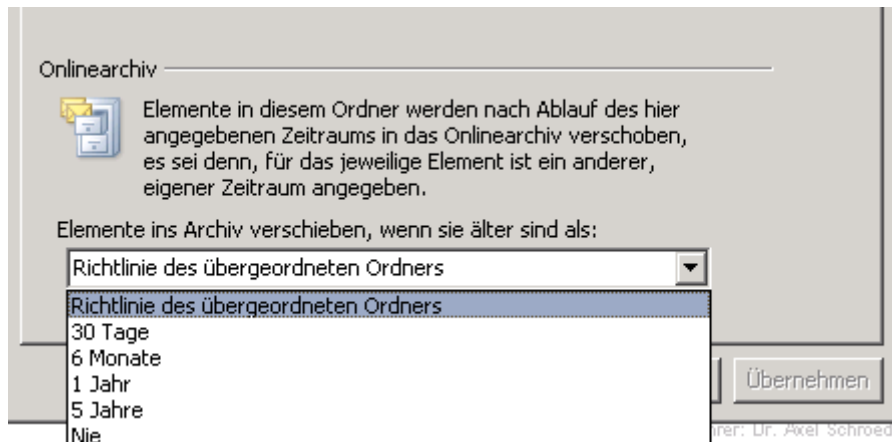 Onlinearchiv
Elemente in diesem Ordner werden nach Ablauf des hier
angegebenen Zeitraums in das Onlinearchiv verschoben,
es sei denn, für das jeweilige Element ist ein anderer,
eigener Zeitraum angegeben.
Elemente ins Archiv verschieben, wenn sie älter sind als:
Richtlinie des übergeordneten Ordners
Richtlinie des übergeordneten Ordners
30 Tage
6 Monate
1 Jahr
5 Jahre
Nie
Übernehmen
Dr. Axel